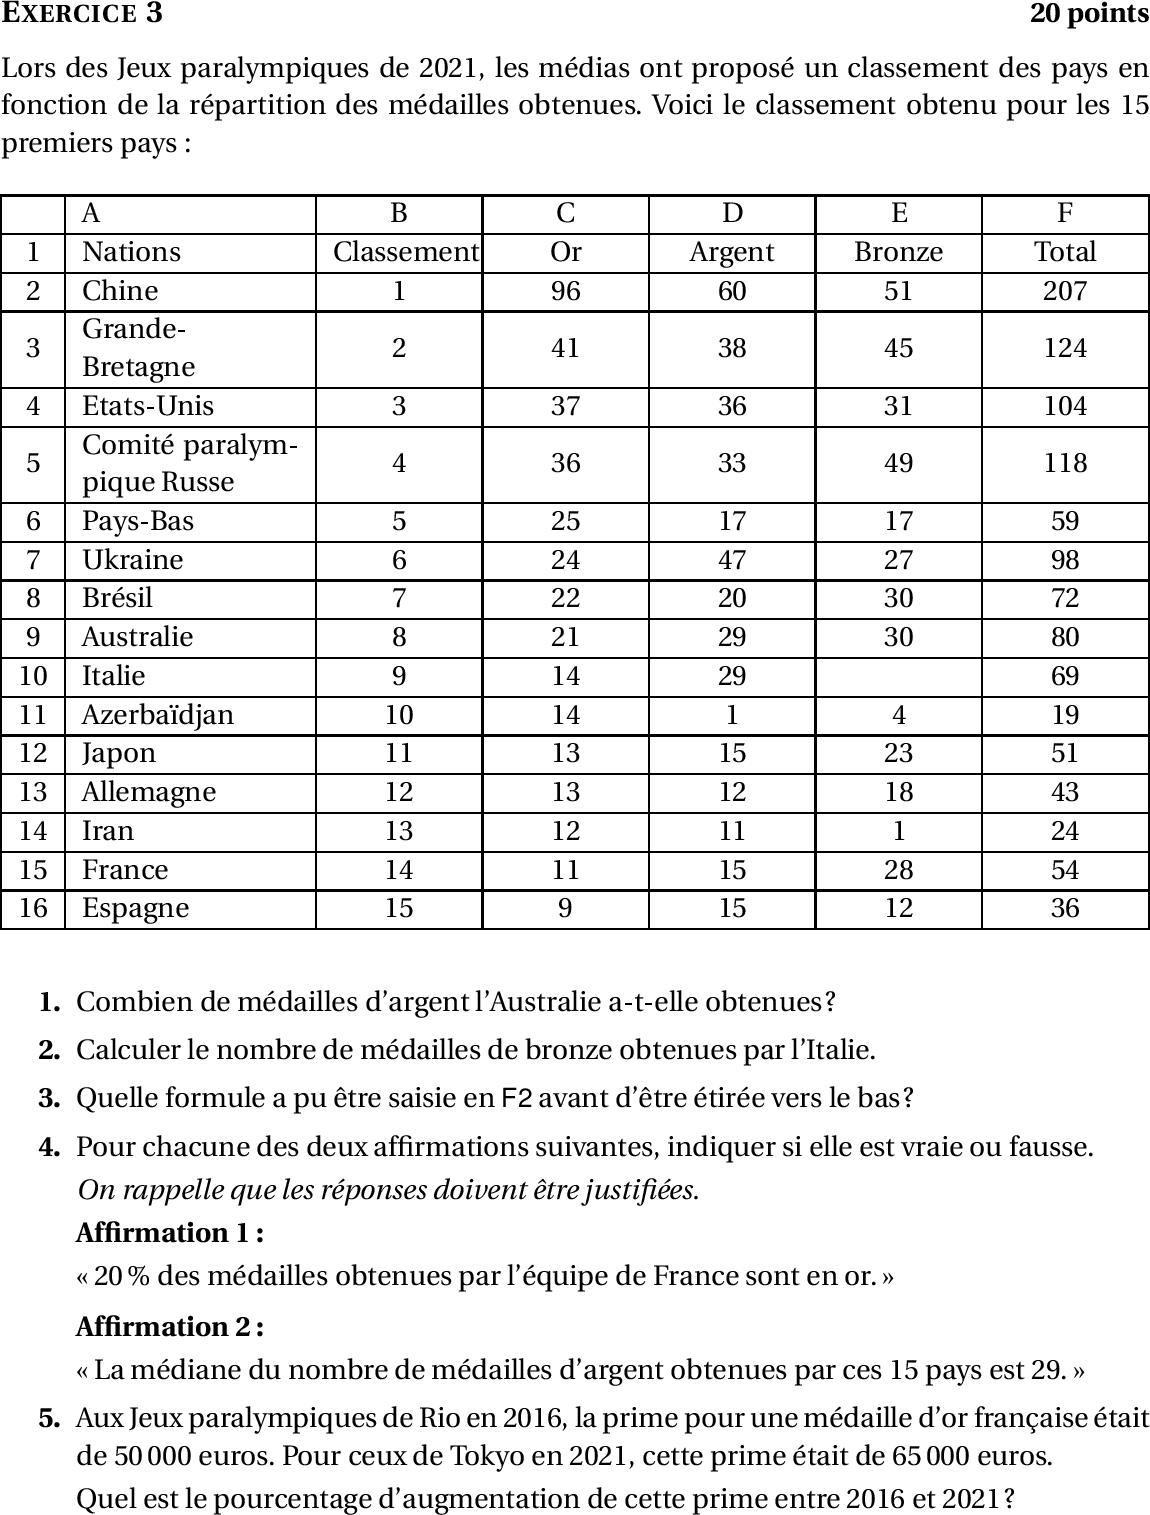 EXERCICE 3 20 points
Lors des Jeux paralympiques de 2021, les médias ont proposé un classement des pays en
fonction de la répartition des médailles obtenues. Voici le classement obtenu pour les 15
premiers pays :
A B C D E F
1 Nations Classement Or Argent Bronze Total
2 Chine 1 96 60 51 207
3 Grande-
Bretagne 2 41 38 45 124
4 Etats-Unis 3 37 36 31 104
5 Comité paralym-
pique Russe 4 36 33 49 118
6 Pays-Bas 5 25 17 17 59
7 Ukraine 6 24 47 27 98
8 Brésil 7 22 20 30 72
9 Australie 8 21 29 30 80
10 Italie 9 14 29 69
11 Azerbaïdjan 10 14 1 4 19
12 Japon 11 13 15 23 51
13 Allemagne 12 13 12 18 43
14 Iran 13 12 11 1 24
15 France 14 11 15 28 54
16 Espagne 15 9 15 12 36
1. Combien de médailles d'argent l'Australie a-t-elle obtenues ?
2. Calculer le nombre de médailles de bronze obtenues par l'Italie.
3. Quelle formule a pu être saisie en F2 avant d'être étirée vers le bas ?
4. Pour chacune des deux affirmations suivantes, indiquer si elle est vraie ou fausse.
On rappelle que les réponses doivent être justifiées.
Affirmation 1 :
« 20 % des médailles obtenues par l'équipe de France sont en or. »
Affirmation 2 :
« La médiane du nombre de médailles d'argent obtenues par ces 15 pays est 29. »
5. Aux Jeux paralympiques de Rio en 2016, la prime pour une médaille d'or française était
de 50 000 euros. Pour ceux de Tokyo en 2021, cette prime était de 65 000 euros.
Quel est le pourcentage d'augmentation de cette prime entre 2016 et 2021 ?